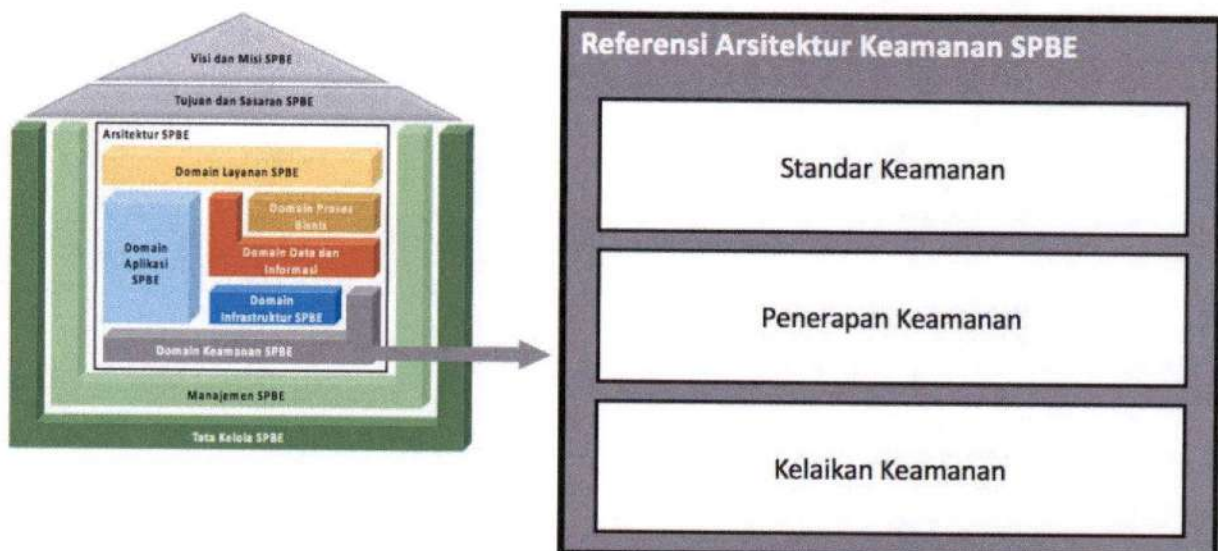 Visi dan Misi SPBE
Tujuan dan Sasaran SPBE
Arsitektur SPBE
Domain Layanan SPBE
Domain Aplikasi SPBE
Domain Proses
Bisnis
Domain Data dan
Informasi
Domain
Infrastruktur SPBE
Domain Keamanan SPBE
Manajemen SPBE
Tata Kelola SPBE
Referensi Arsitektur Keamanan SPBE
Standar Keamanan
Penerapan Keamanan
Kelaikan Keamanan